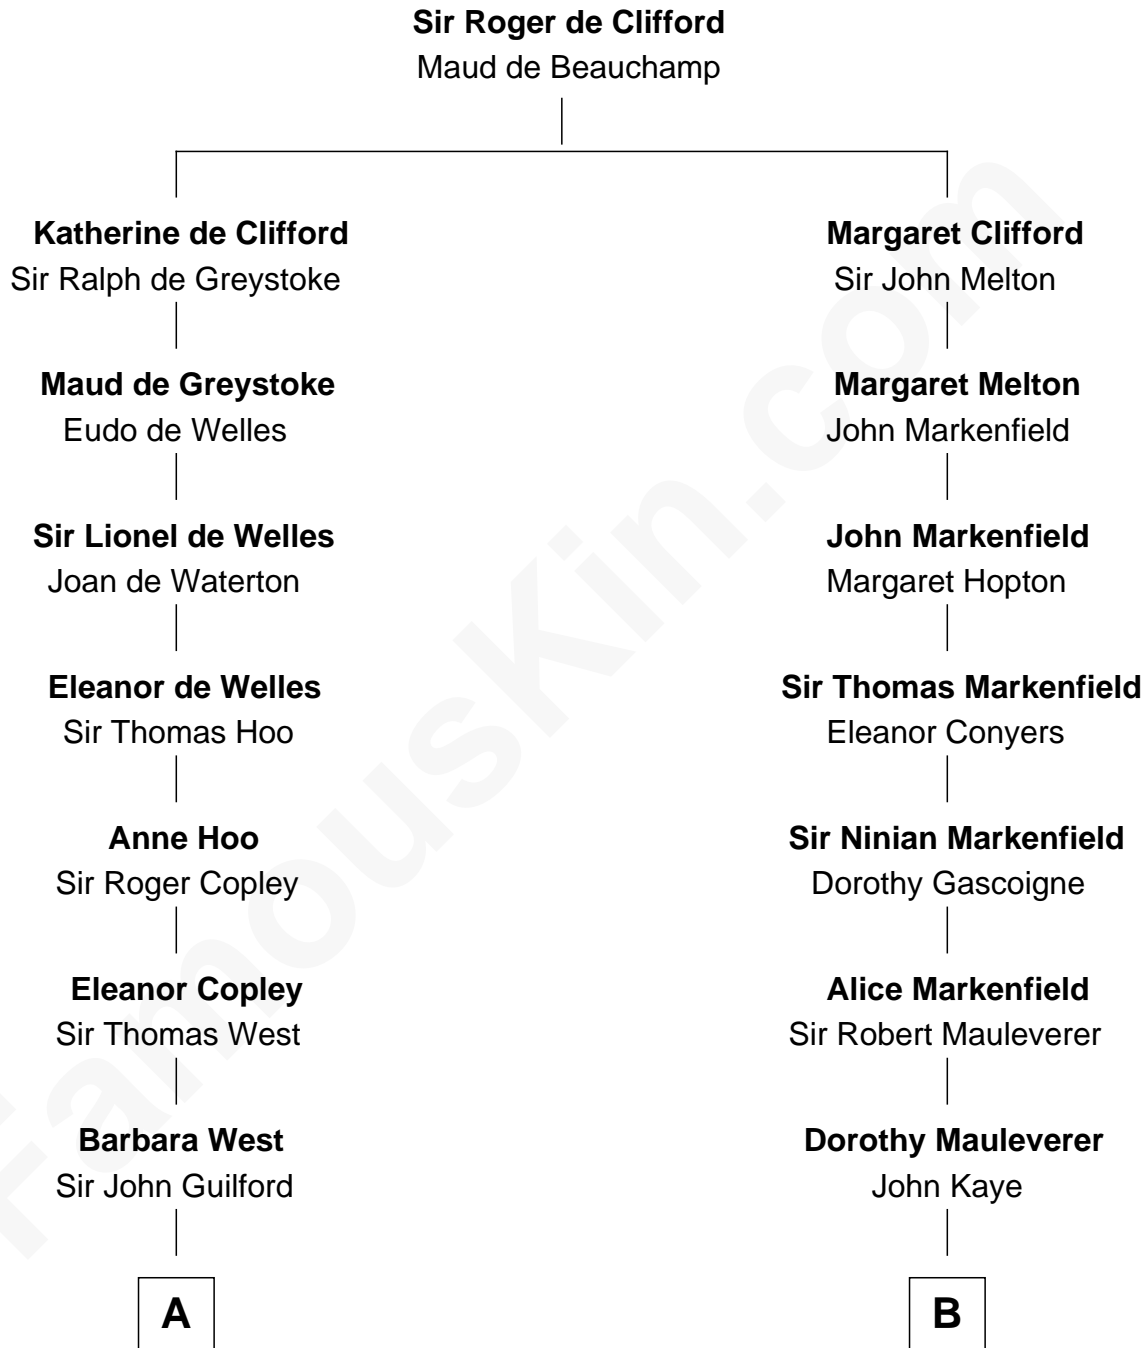 Sir Roger de Clifford
Maud de Beauchamp
Katherine de Clifford
Sir Ralph de Greystoke
Margaret Clifford
Sir John Melton
Maud de Greystoke
Eudo de Welles
Margaret Melton
John Markenfield
Sir Lionel de Welles
Joan de Waterton
John Markenfield
Margaret Hopton
Eleanor de Welles
Sir Thomas Hoo
Sir Thomas Markenfield
Eleanor Conyers
Anne Hoo
Sir Roger Copley
Sir Ninian Markenfield
Dorothy Gascoigne
Eleanor Copley
Sir Thomas West
Alice Markenfield
Sir Robert Mauleverer
Barbara West
Sir John Guilford
Dorothy Mauleverer
John Kaye
A
B
FamousKin.com